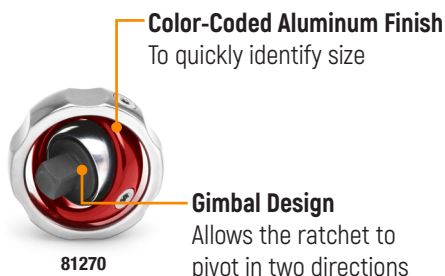 Color-Coded Aluminum Finish
To quickly identify size
Gimbal Design
Allows the ratchet to
pivot in two directions
81270